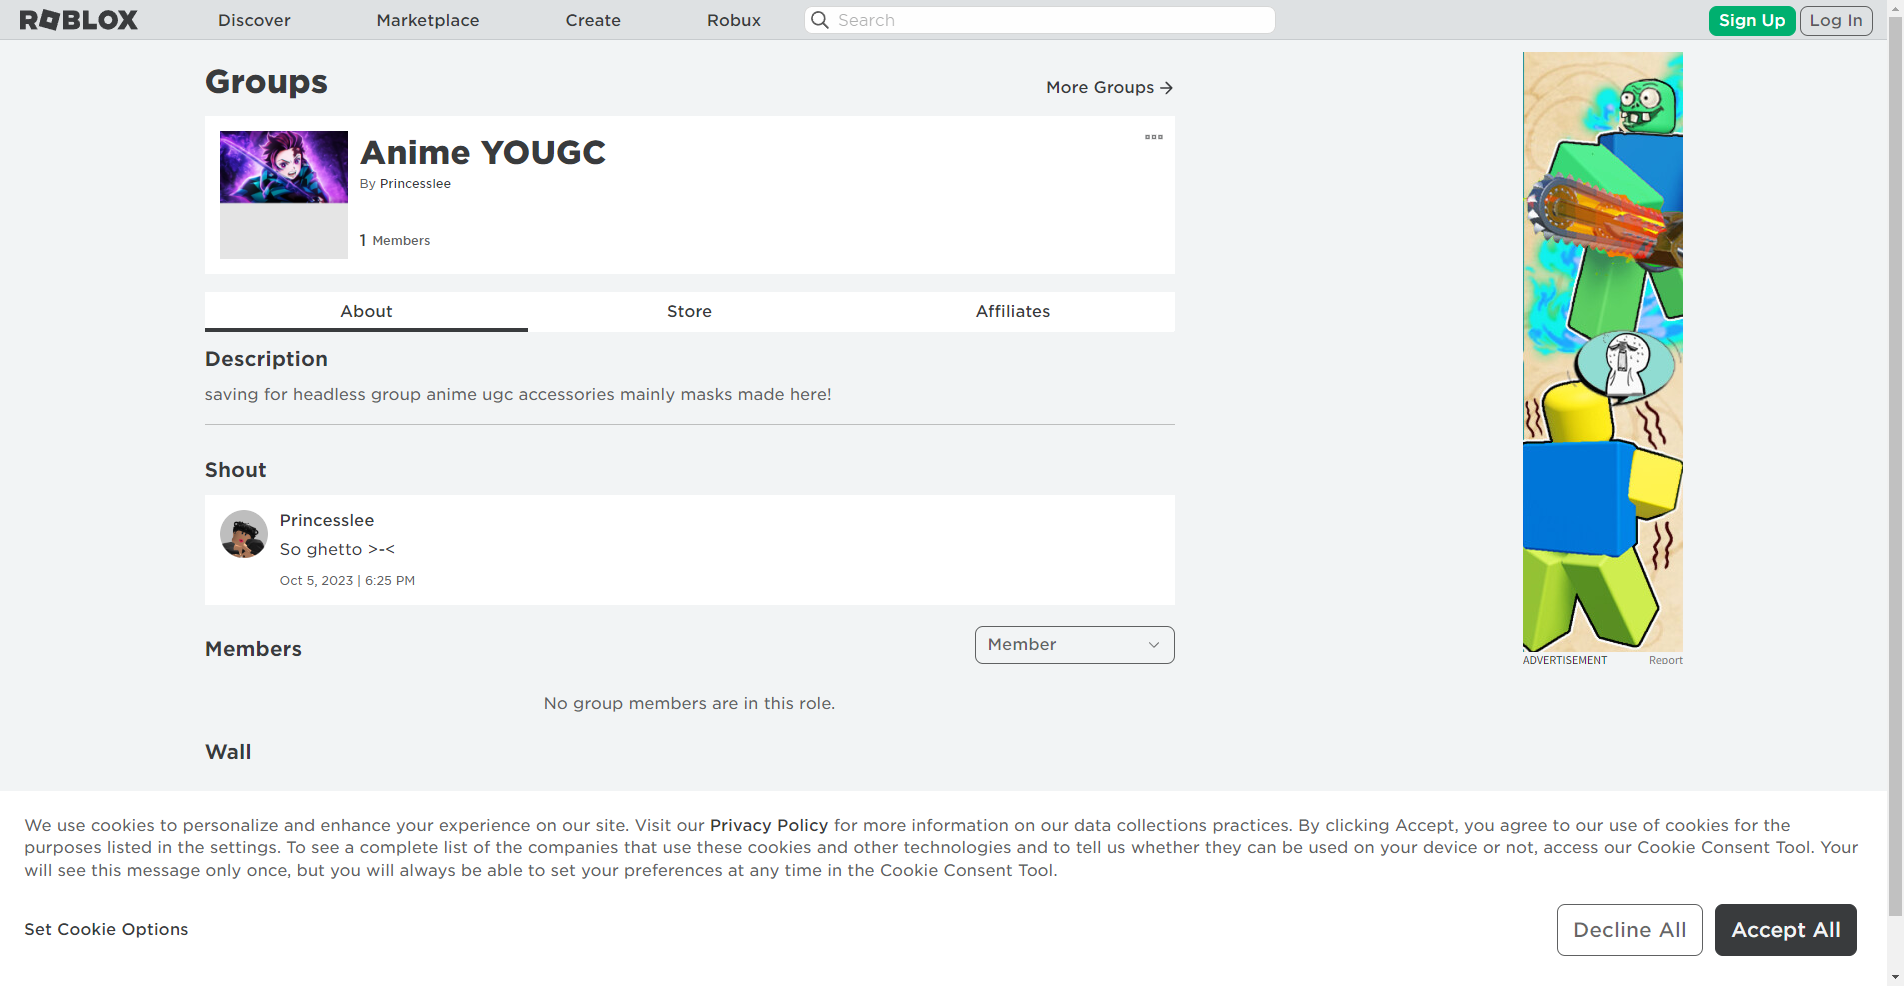 ROBLOX
Discover
Marketplace
Create
Robux
Search
Sign Up
Log In
Groups
More Groups
Anime YOUGC
By Princesslee
1 Members
About
Store
Affiliates
Description
saving for headless group anime ugc accessories mainly masks made here!
Shout
Princesslee
So ghetto >-<
Oct 5, 2023 | 6:25 PM
Members
Member
No group members are in this role.
Wall
ADVERTISEMENT
Report
We use cookies to personalize and enhance your experience on our site. Visit our Privacy Policy for more information on our data collections practices. By clicking Accept, you agree to our use of cookies for the
purposes listed in the settings. To see a complete list of the companies that use these cookies and other technologies and to tell us whether they can be used on your device or not, access our Cookie Consent Tool. Your
will see this message only once, but you will always be able to set your preferences at any time in the Cookie Consent Tool.
Set Cookie Options
Decline All
Accept All